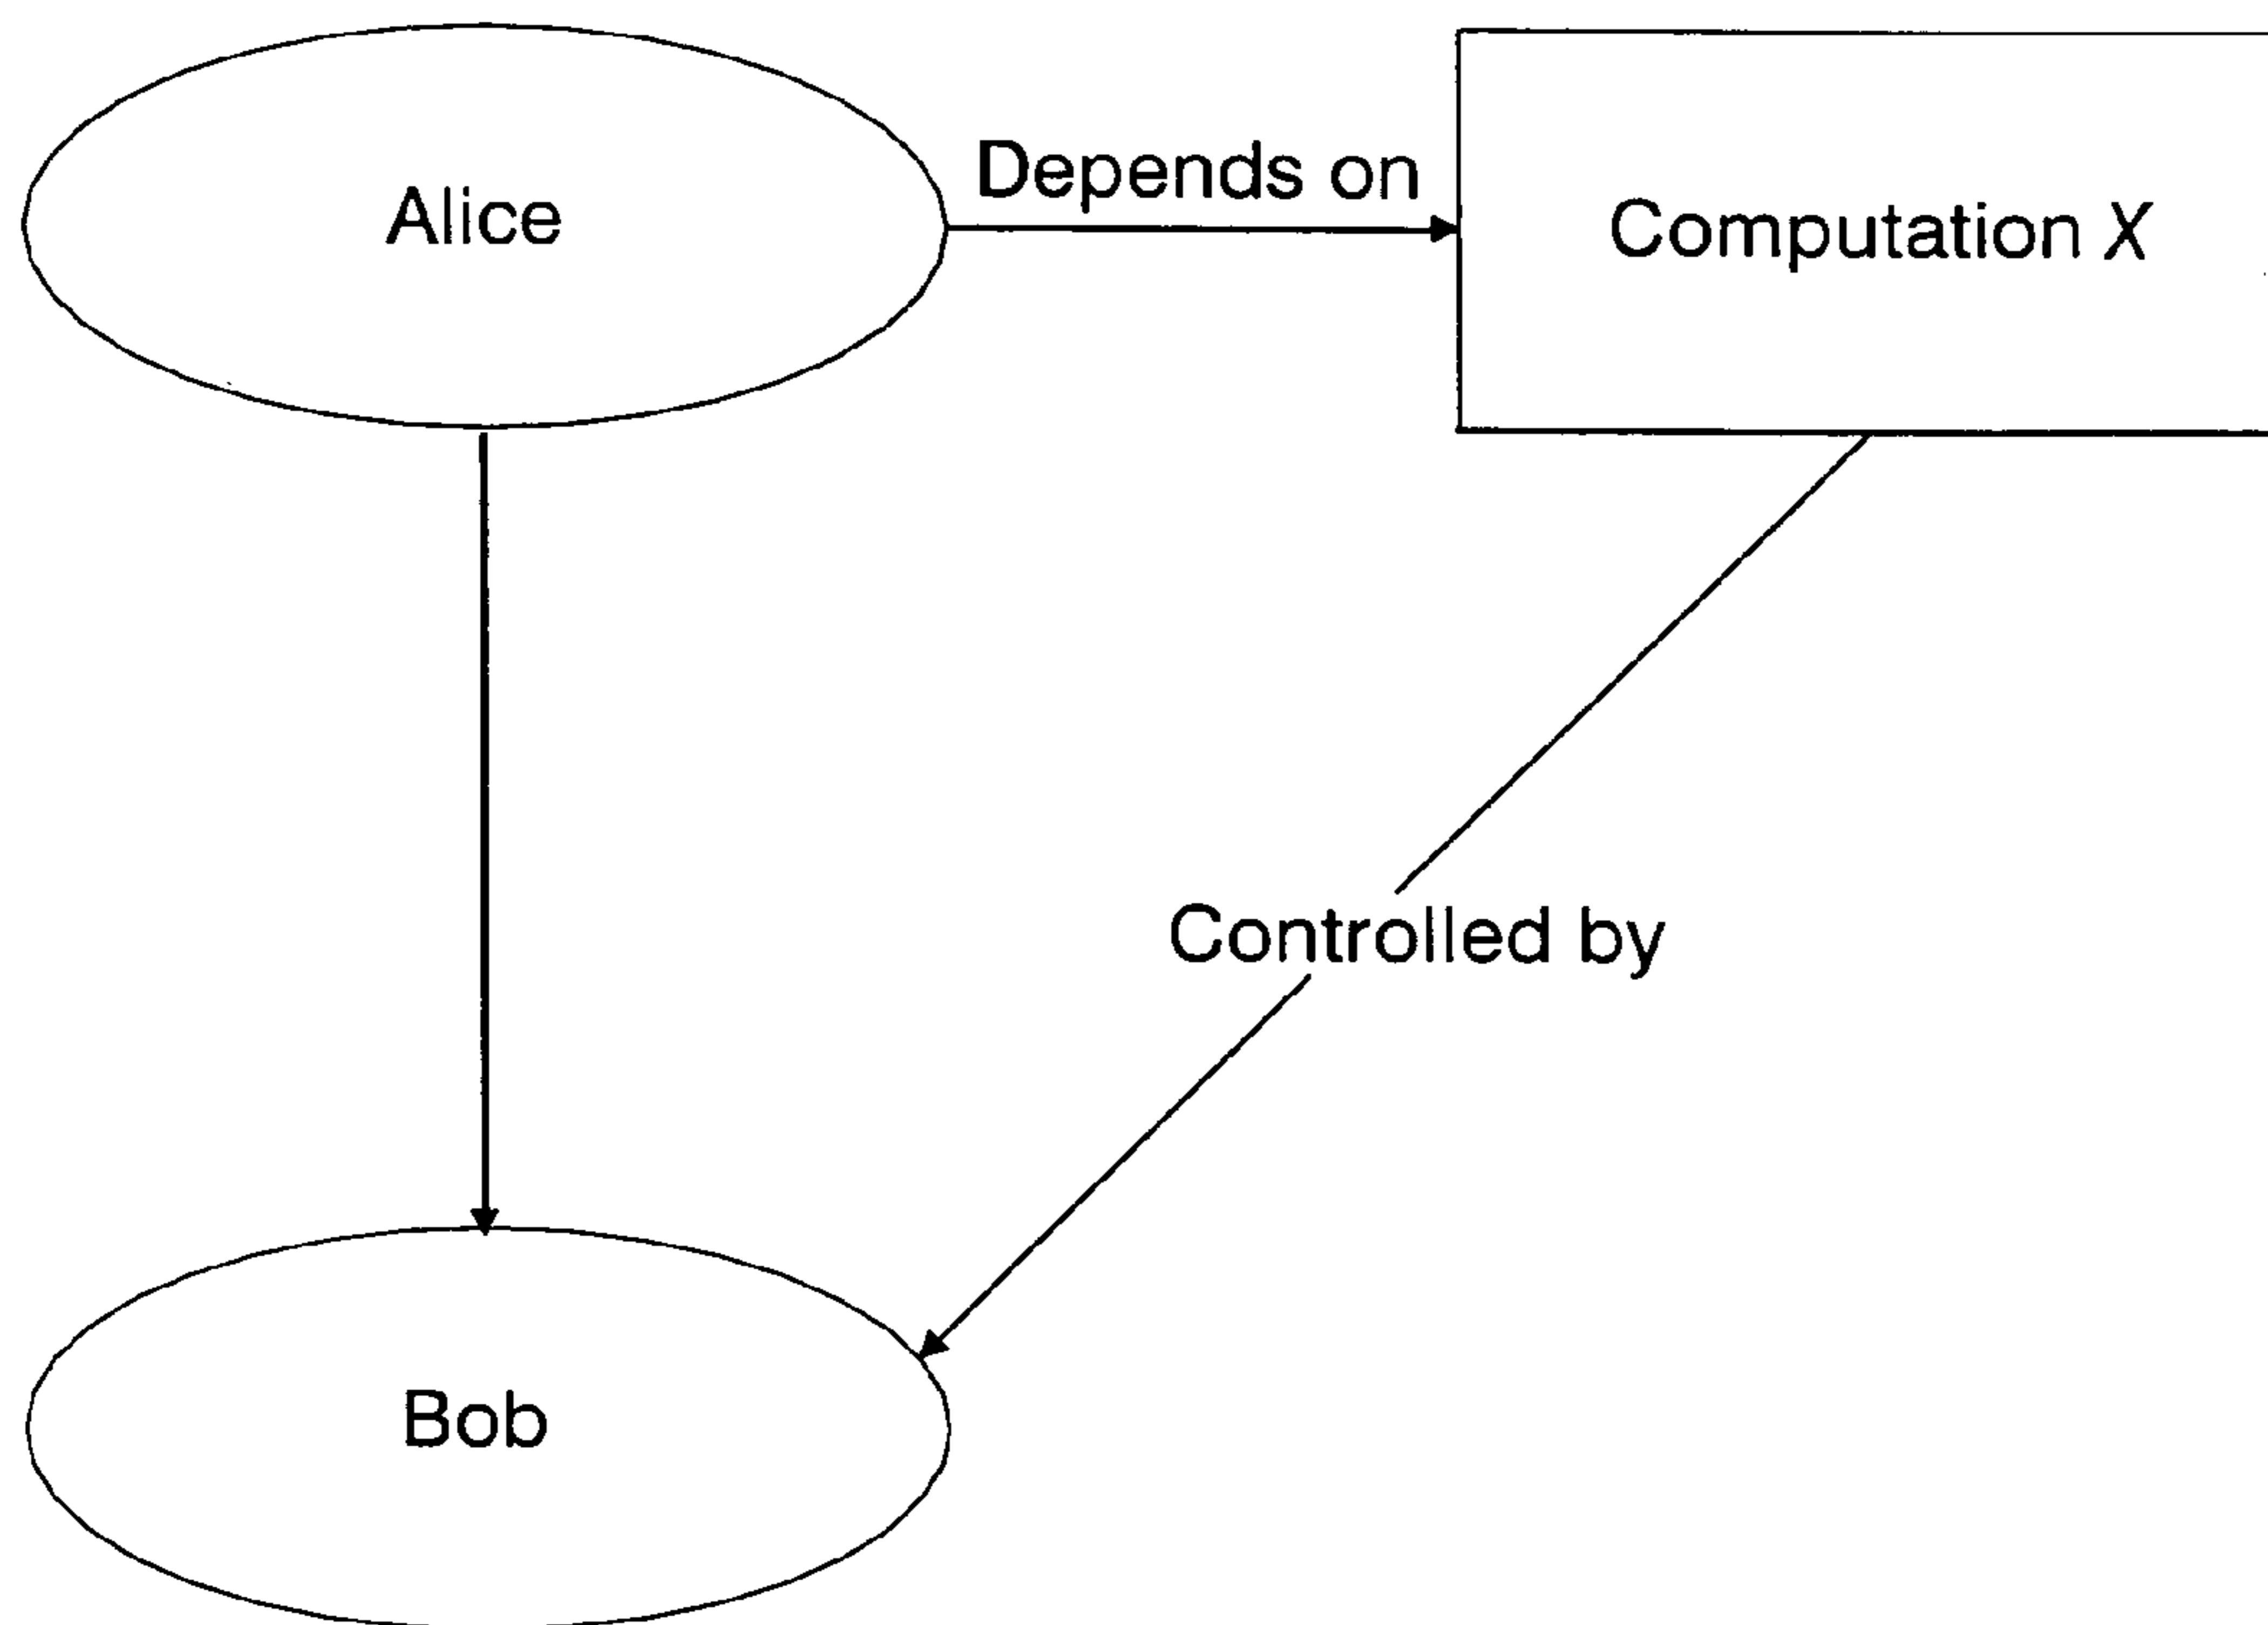 Alice
Depends on
Computation X
Controlled by
Bob